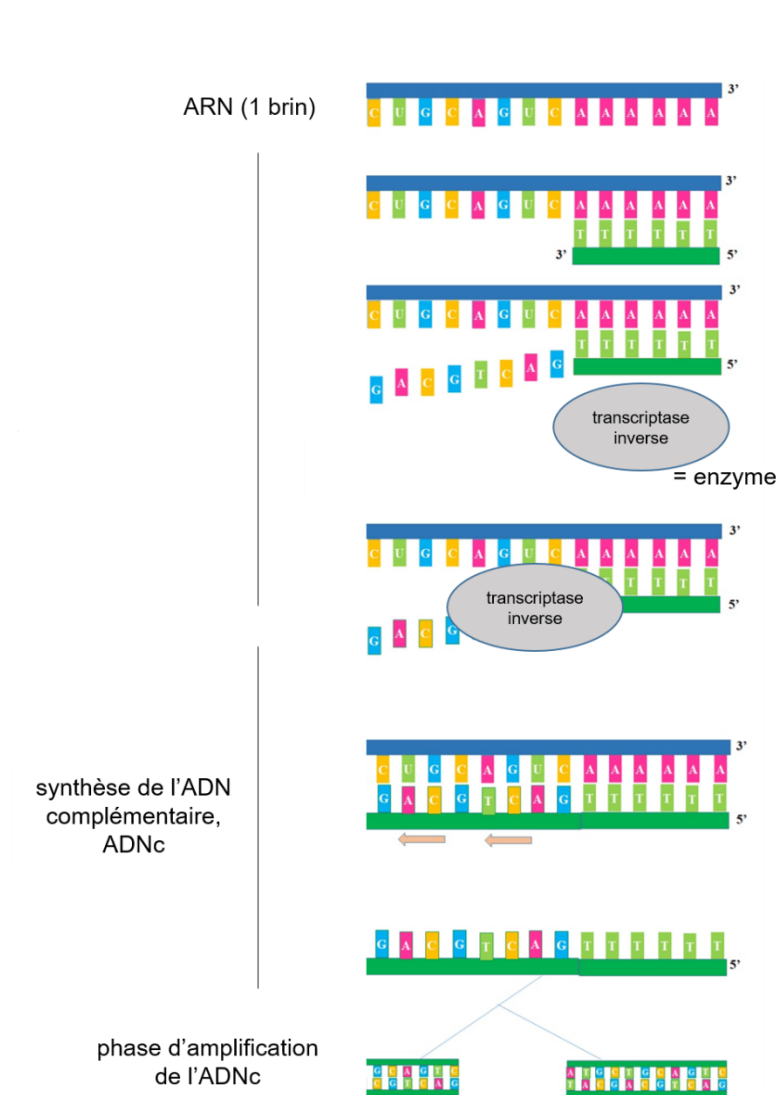 ARN (1 brin)
3’
C U G C A G U C A A A A A A
3’
C U G C A G U C A A A A A A
T T T T T T
3’ 5’
3’
C U G C A G U C A A A A A A
T T T T T T
G A C G T C A G
5’
transcriptase
inverse
= enzyme
3’
C U G C A G U C A A A A A A
T T T T T
5’
transcriptase
inverse
G A C G
3’
C U G C A G U C A A A A A A
G A C G T C A G T T T T T T
5’
synthèse de l’ADN
complémentaire,
ADNc
G A C G T C A G T T T T T T
5’
phase d’amplification
de l’ADNc
G C A G T C
C G T C A G
A T G C T G C A G T C
T A C G A C G T C A G